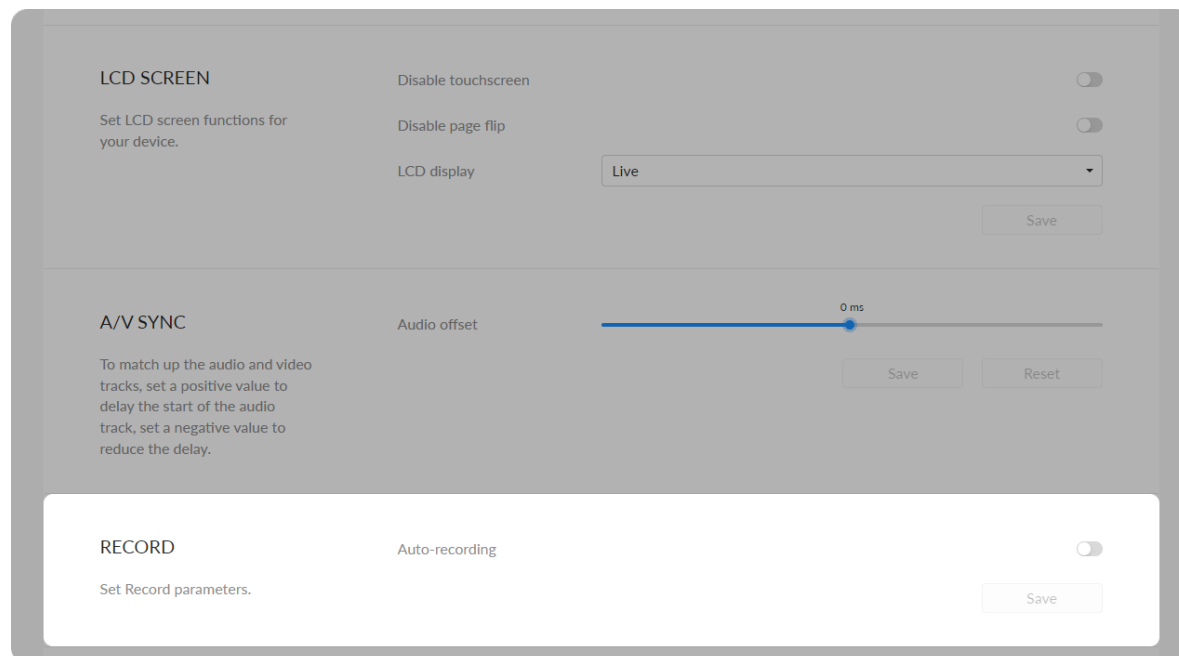 LCD SCREEN
Set LCD screen functions for
your device.
Disable touchscreen
Disable page flip
LCD display
Live
Save
A/V SYNC
To match up the audio and video
tracks, set a positive value to
delay the start of the audio
track, set a negative value to
reduce the delay.
Audio offset
0 ms
Save
Reset
RECORD
Set Record parameters.
Auto-recording
Save